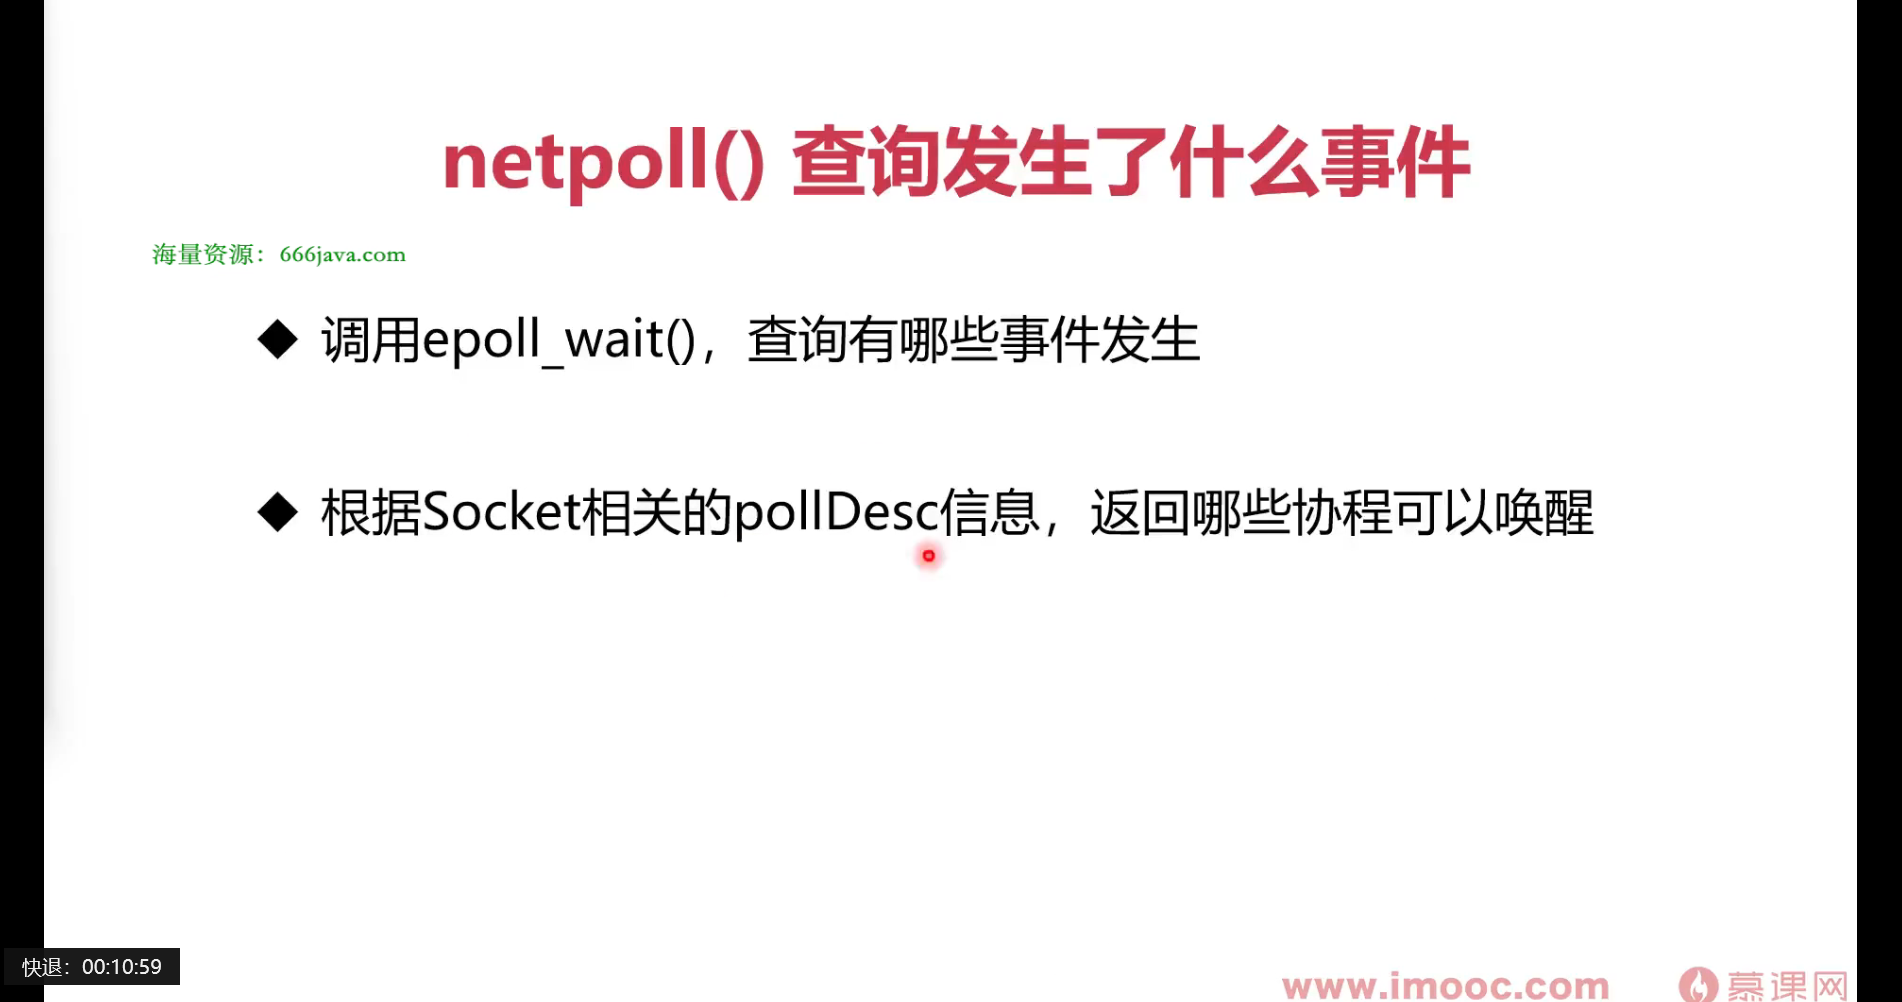 netpoll() 查询发生了什么事件
海量资源：666java.com
◆ 调用epoll_wait()，查询有哪些事件发生
◆ 根据Socket相关的pollDesc信息，返回哪些协程可以唤醒
快退：00:10:59
www.imooc.com 慕课网